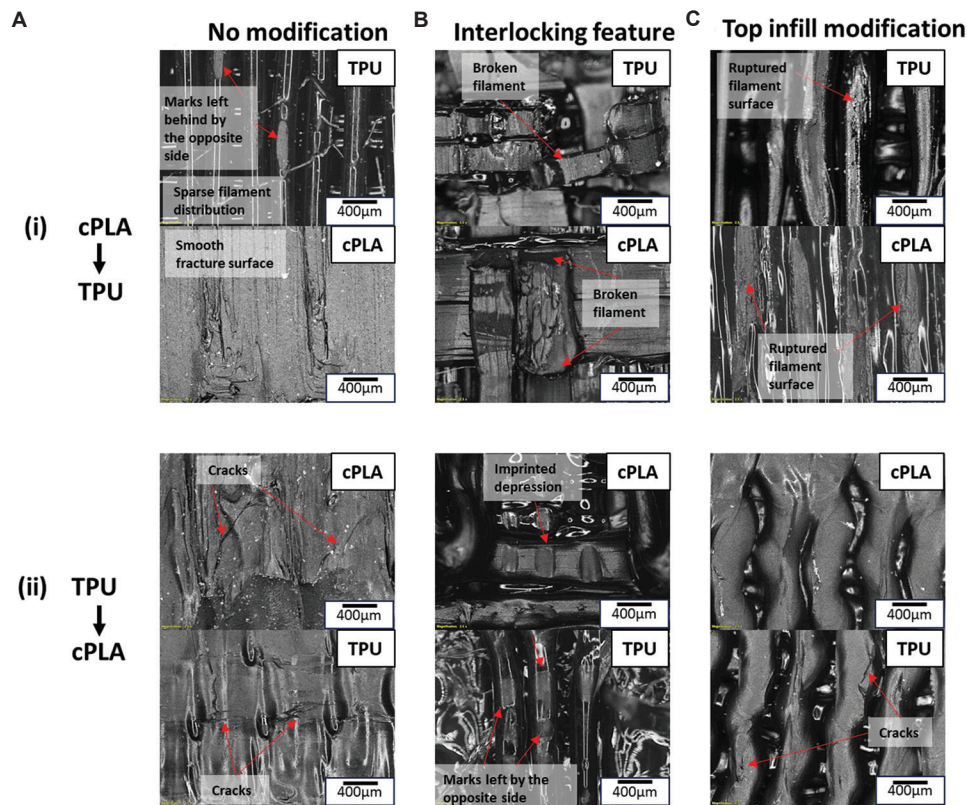 A
B
C
No modification
Interlocking feature
Top infill modification
(i)
cPLA
TPU
TPU
Marks left
behind by
the opposite
side
Sparse filament
distribution
400µm
cPLA
Smooth
fracture surface
400µm
TPU
Broken
filament
400µm
cPLA
Broken
filament
400µm
TPU
Ruptured
filament
surface
400µm
cPLA
Ruptured
filament
surface
400µm
(ii)
TPU
cPLA
cPLA
Cracks
400µm
TPU
Cracks
400µm
cPLA
Imprinted
depression
400µm
TPU
Marks left by the
opposite side
400µm
cPLA
400µm
TPU
Cracks
400µm